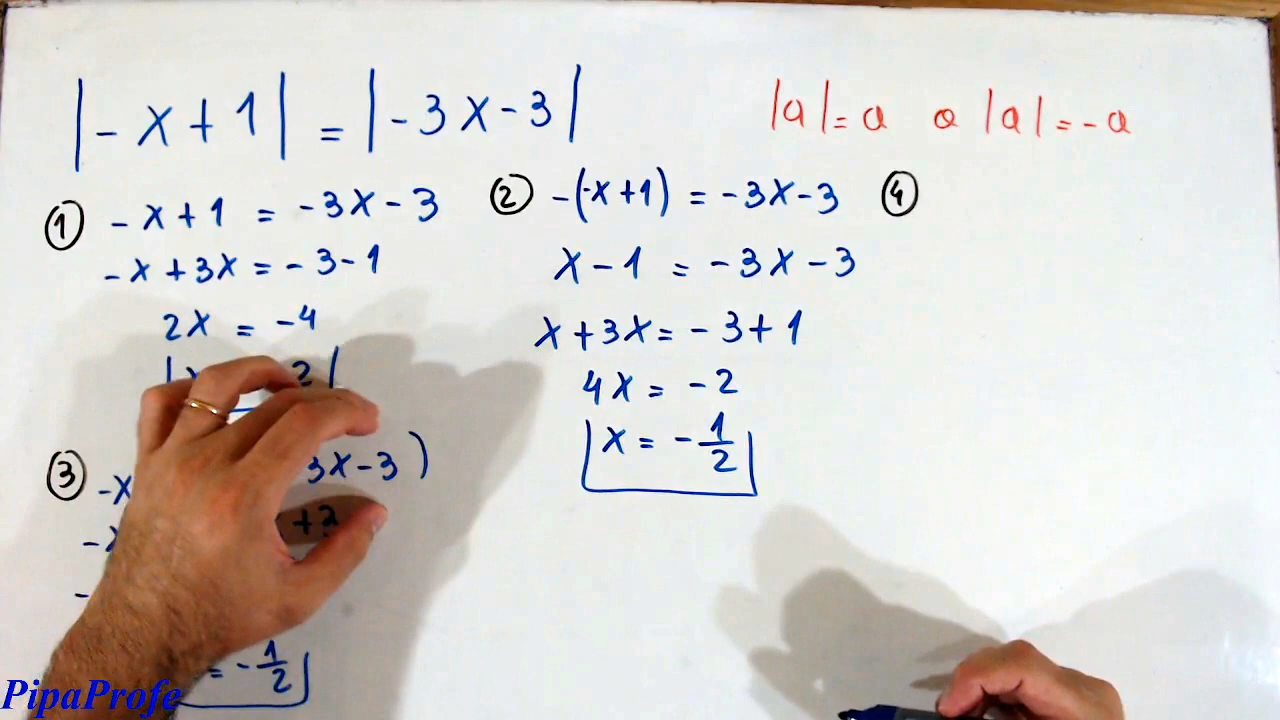 |-x+1| = |-3x-3|
|a|=a o |a|=-a
① -x+1 = -3x-3
-x+3x = -3-1
2x = -4
② -(-x+1) = -3x-3
x-1 = -3x-3
x+3x = -3+1
4x = -2
x = -1/2
③ -x 3x-3)
= -1/2
④
PipaProfe